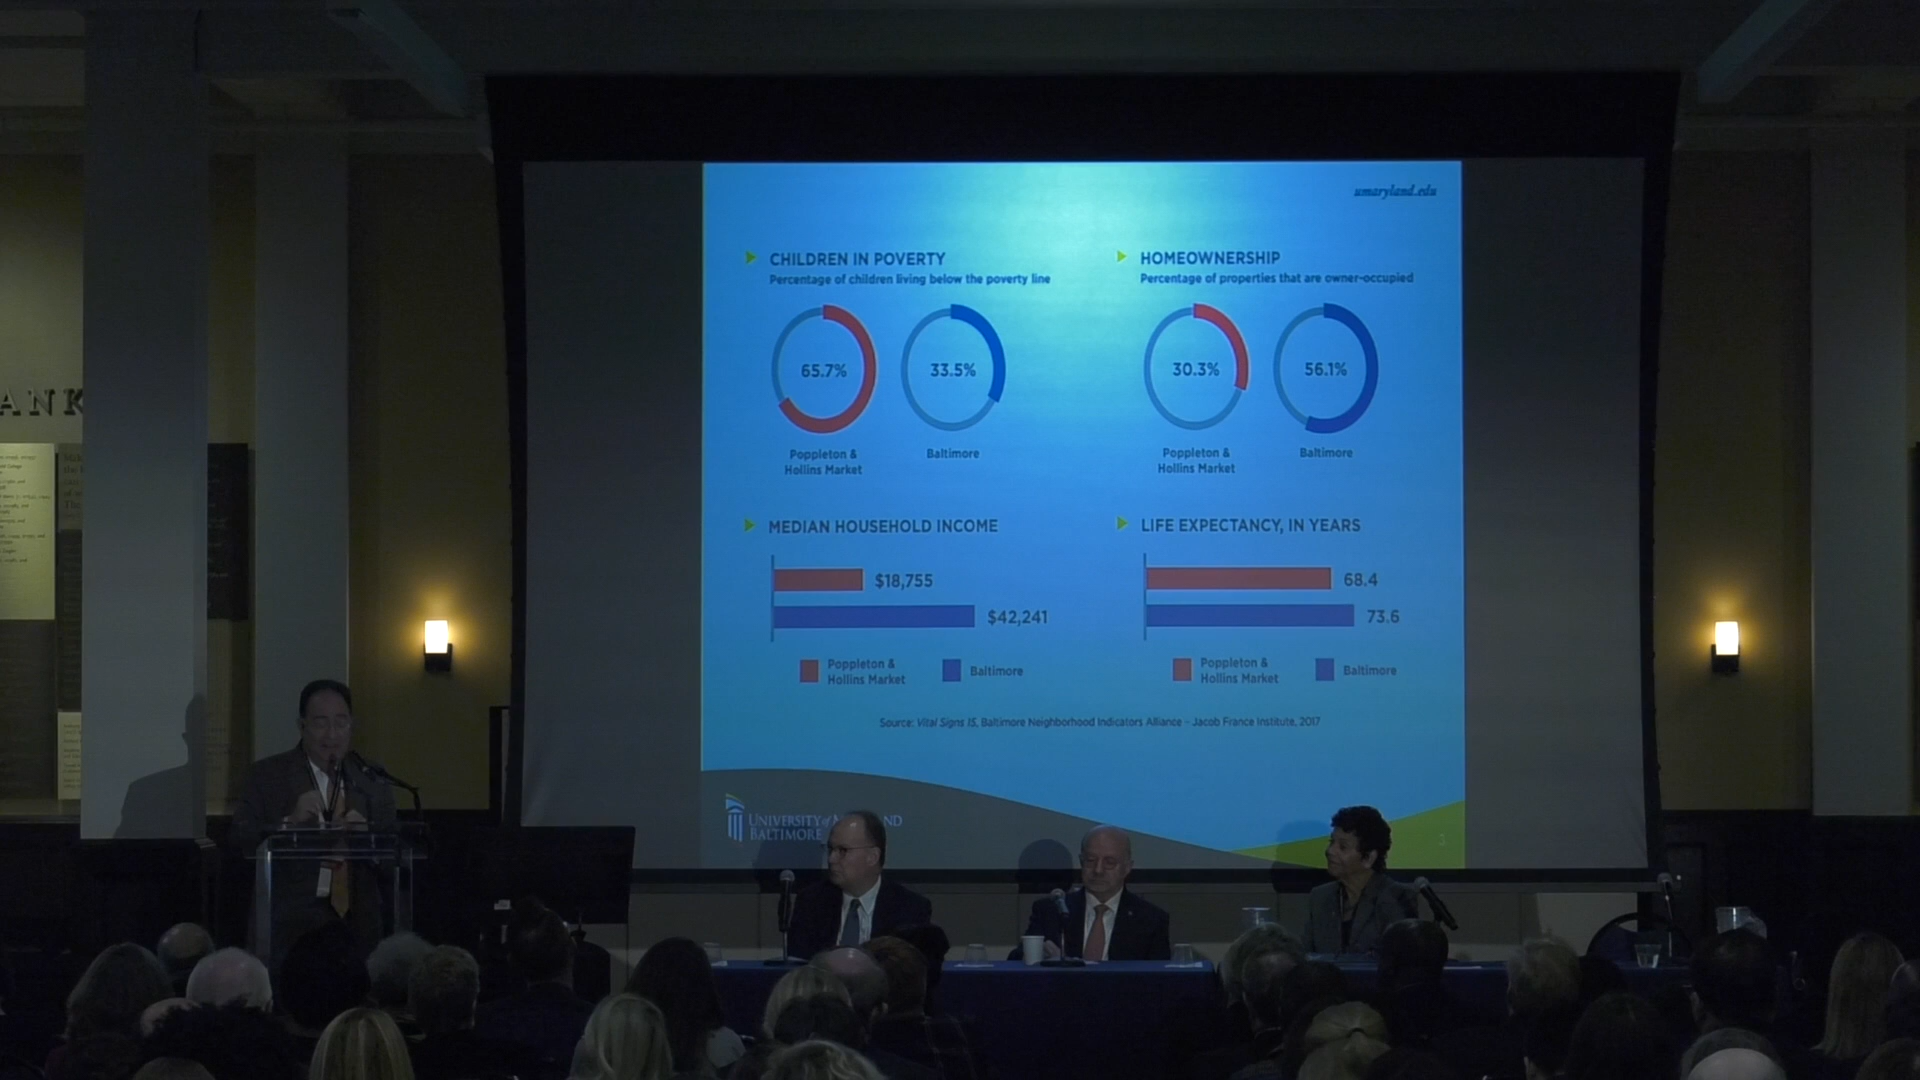 umaryland.edu
CHILDREN IN POVERTY
Percentage of children living below the poverty line
65.7%
33.5%
Poppleton &
Hollins Market
Baltimore
HOMEOWNERSHIP
Percentage of properties that are owner-occupied
30.3%
56.1%
Poppleton &
Hollins Market
Baltimore
MEDIAN HOUSEHOLD INCOME
$18,755
$42,241
Poppleton &
Hollins Market
Baltimore
LIFE EXPECTANCY, IN YEARS
68.4
73.6
Poppleton &
Hollins Market
Baltimore
Source: Vital Signs 15, Baltimore Neighborhood Indicators Alliance – Jacob France Institute, 2017
UNIVERSITY of
BALTIMORE
ANK